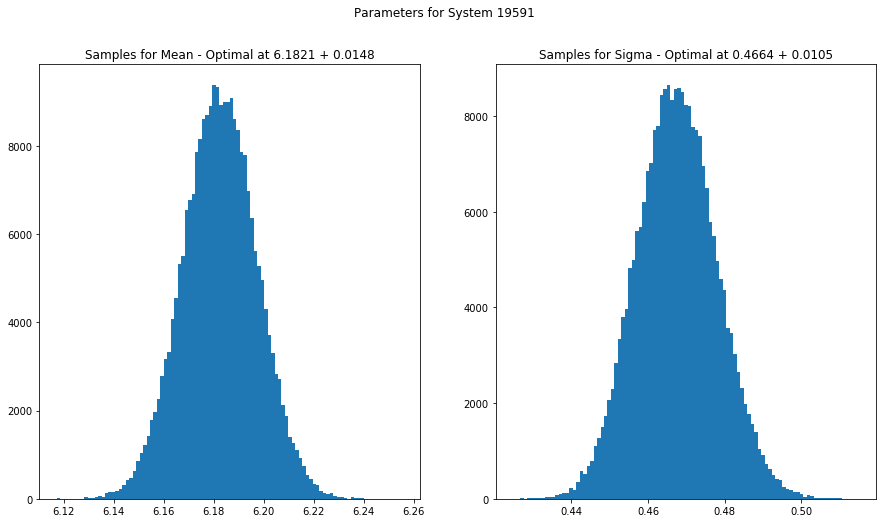 Parameters for System 19591
Samples for Mean - Optimal at 6.1821 + 0.0148
8000
6000
4000
2000
0
6.12 6.14 6.16 6.18 6.20 6.22 6.24 6.26
Samples for Sigma - Optimal at 0.4664 + 0.0105
8000
6000
4000
2000
0
0.44 0.46 0.48 0.50